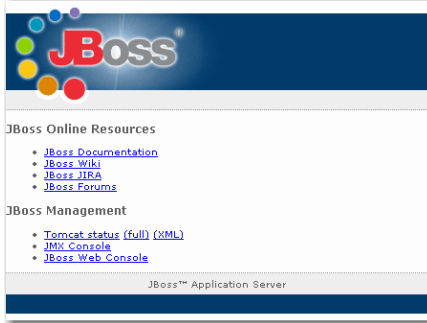 JBoss®
JBoss Online Resources
JBoss Documentation
JBoss Wiki
JBoss JIRA
JBoss Forums
JBoss Management
Tomcat status (full) (XML)
JMX Console
JBoss Web Console
JBoss™ Application Server